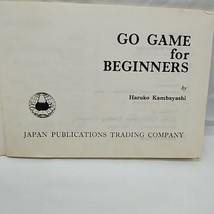 GO GAME
for
BEGINNERS
by
Haruko Kambayashi
JAPAN PUBLICATIONS TRADING COMPANY